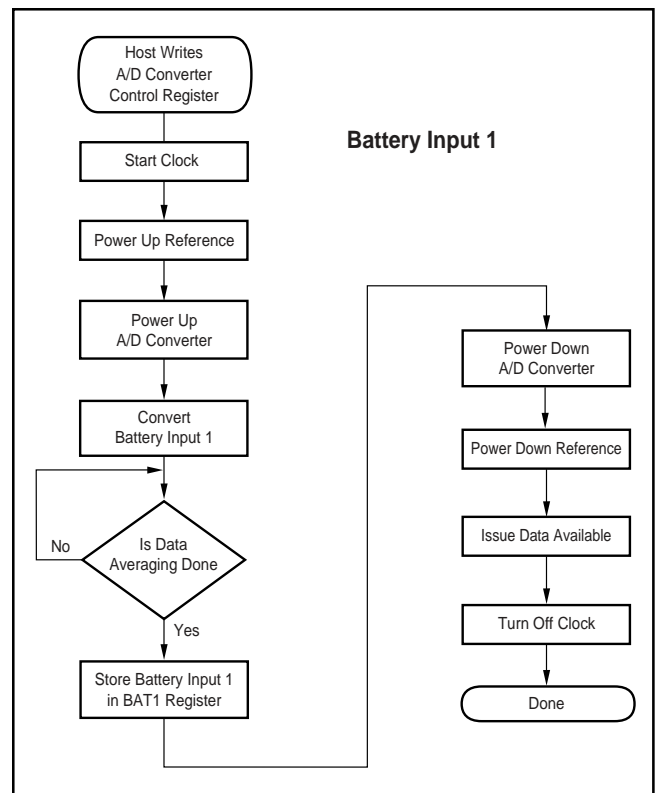 Host Writes
A/D Converter
Control Register
Battery Input 1
Start Clock
Power Up Reference
Power Up
A/D Converter
Convert
Battery Input 1
No
Is Data
Averaging Done
Yes
Store Battery Input 1
in BAT1 Register
Power Down
A/D Converter
Power Down Reference
Issue Data Available
Turn Off Clock
Done